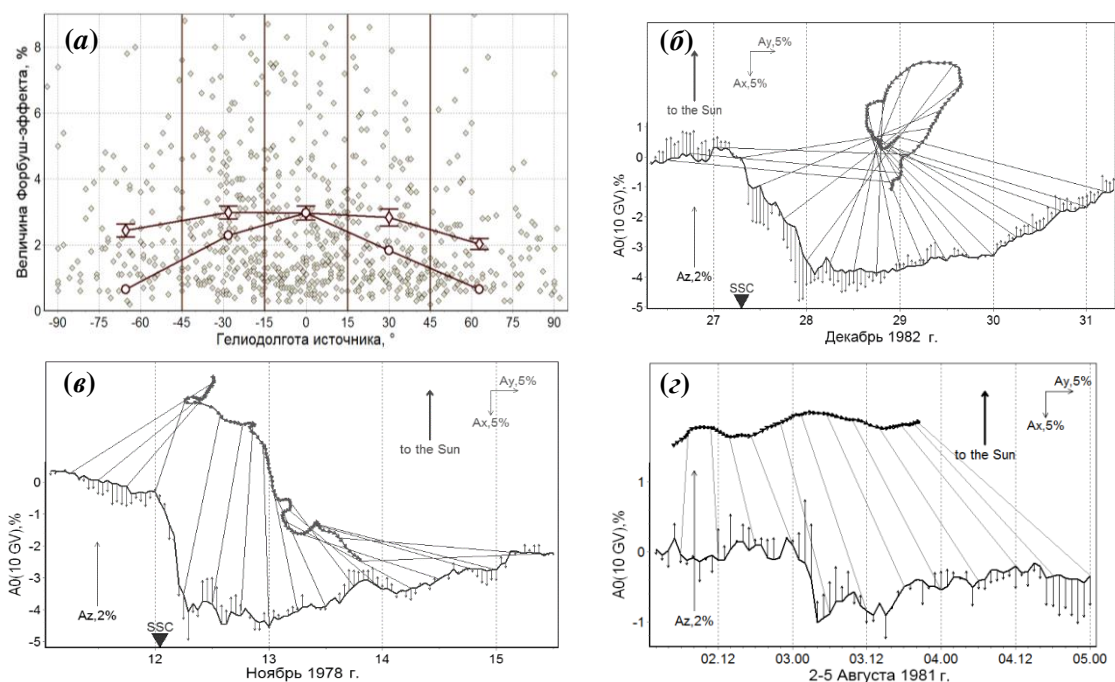 (а)
Величина Форбуш-эффекта, %
8
6
4
2
0
-90 -75 -60 -45 -30 -15 0 15 30 45 60 75 90
Гелиодолгота источника, °
(б)
Ay,5%
Ax,5%
to the Sun
A0(10 GV),%
1
0
-1
-2
-3
-4
-5
Az,2%
SSC
27 28 29 30 31
Декабрь 1982 г.
(в)
Ay,5%
Ax,5%
to the Sun
A0(10 GV),%
0
-1
-2
-3
-4
-5
Az,2%
SSC
12 13 14 15
Ноябрь 1978 г.
(г)
Ay,5%
Ax,5%
to the Sun
A0(10 GV),%
1
0
-1
Az,2%
02.12 03.00 03.12 04.00 04.12 05.00
2-5 Августа 1981 г.